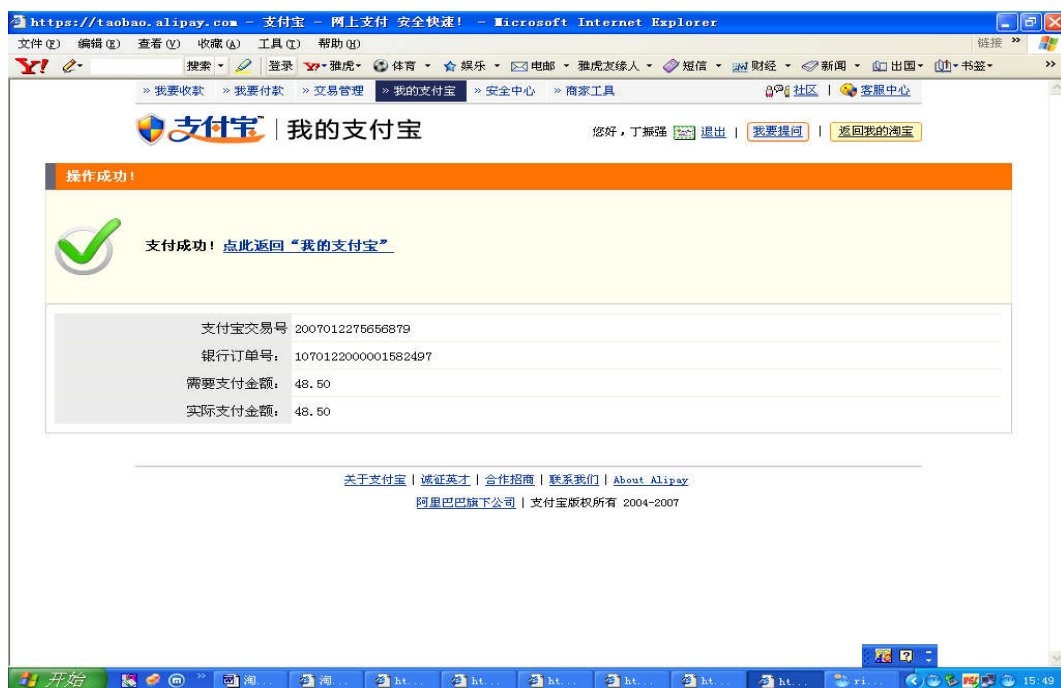 https://taobao.alipay.com - 支付宝 - 网上支付 安全快速! - Microsoft Internet Explorer
文件(F) 编辑(E) 查看(V) 收藏(A) 工具(T) 帮助(H) 链接 »
Y! 搜索 登录 雅虎 体育 娱乐 电邮 雅虎友缘人 短信 财经 新闻 出国 书签 »
» 我要收款 » 我要付款 » 交易管理 » 我的支付宝 » 安全中心 » 商家工具 社区 | 客服中心
支付宝 | 我的支付宝 您好,丁振强 退出 | 我要提问 | 返回我的淘宝
操作成功!
支付成功! 点此返回“我的支付宝”
支付宝交易号 2007012275656879
银行订单号: 1070122000001582497
需要支付金额: 48.50
实际支付金额: 48.50
关于支付宝 | 诚征英才 | 合作招商 | 联系我们 | About Alipay
阿里巴巴旗下公司 | 支付宝版权所有 2004-2007
开始 » 淘... 淘... ht... ht... ht... ht... ht... ht... ri... 15:49